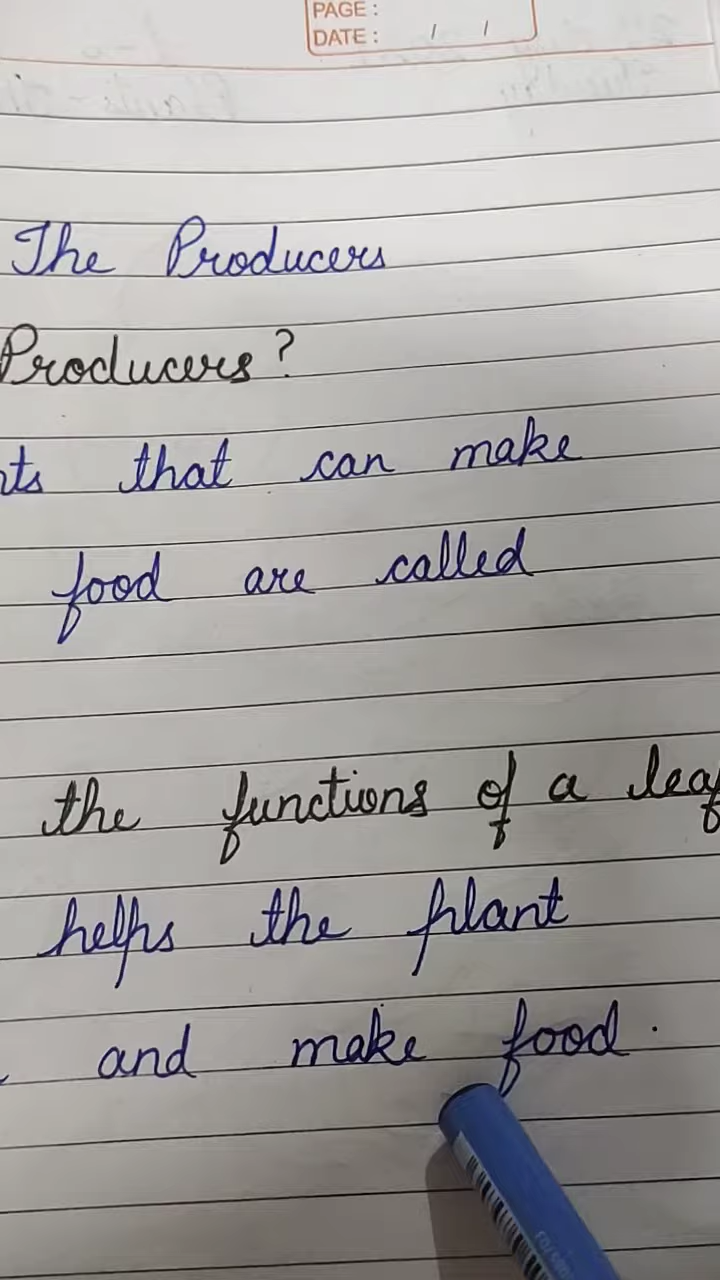 PAGE :
DATE : / /
The Producers
Producers?
that can make
food are called
the functions of a leaf
helps the plant
and make food.